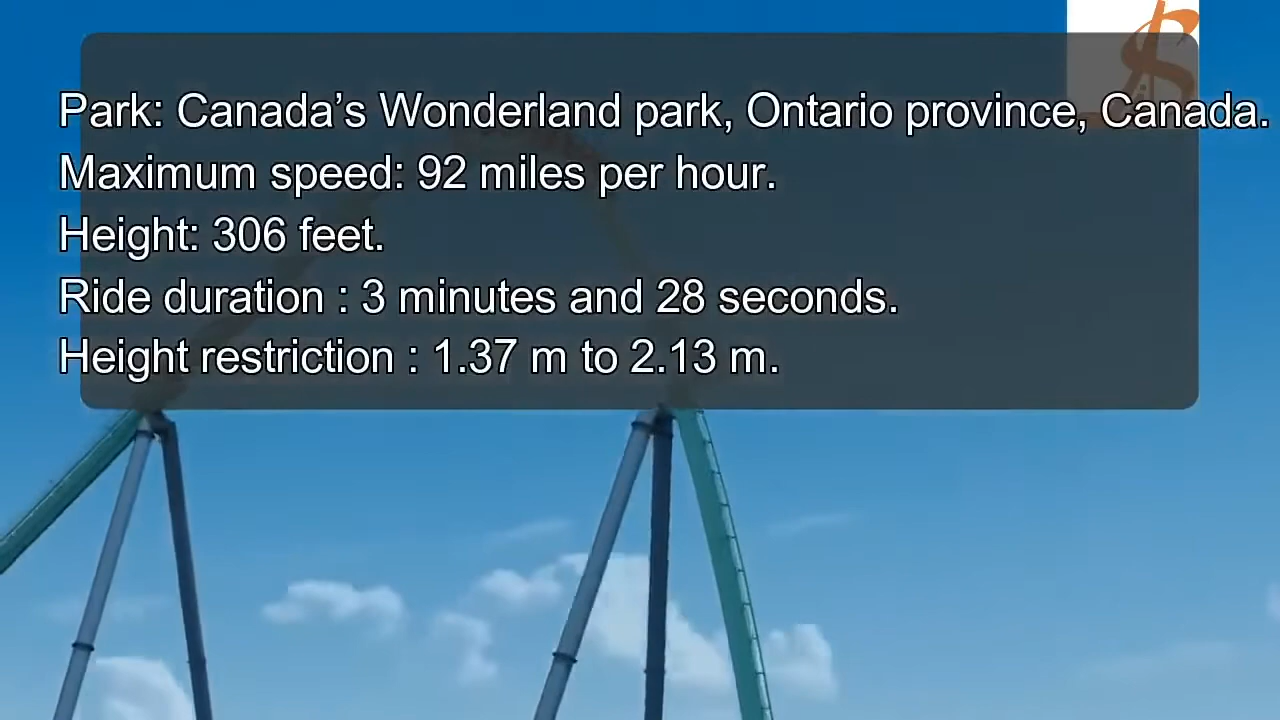 Park: Canada’s Wonderland park, Ontario province, Canada.
Maximum speed: 92 miles per hour.
Height: 306 feet.
Ride duration : 3 minutes and 28 seconds.
Height restriction : 1.37 m to 2.13 m.